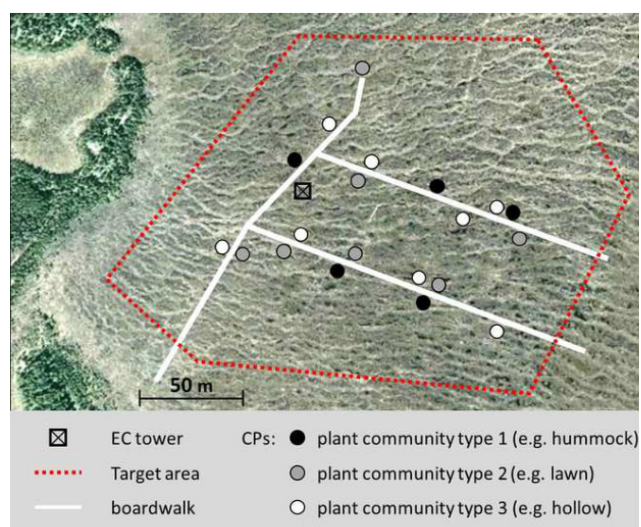 50 m
EC tower
CPs:
plant community type 1 (e.g. hummock)
Target area
plant community type 2 (e.g. lawn)
boardwalk
plant community type 3 (e.g. hollow)